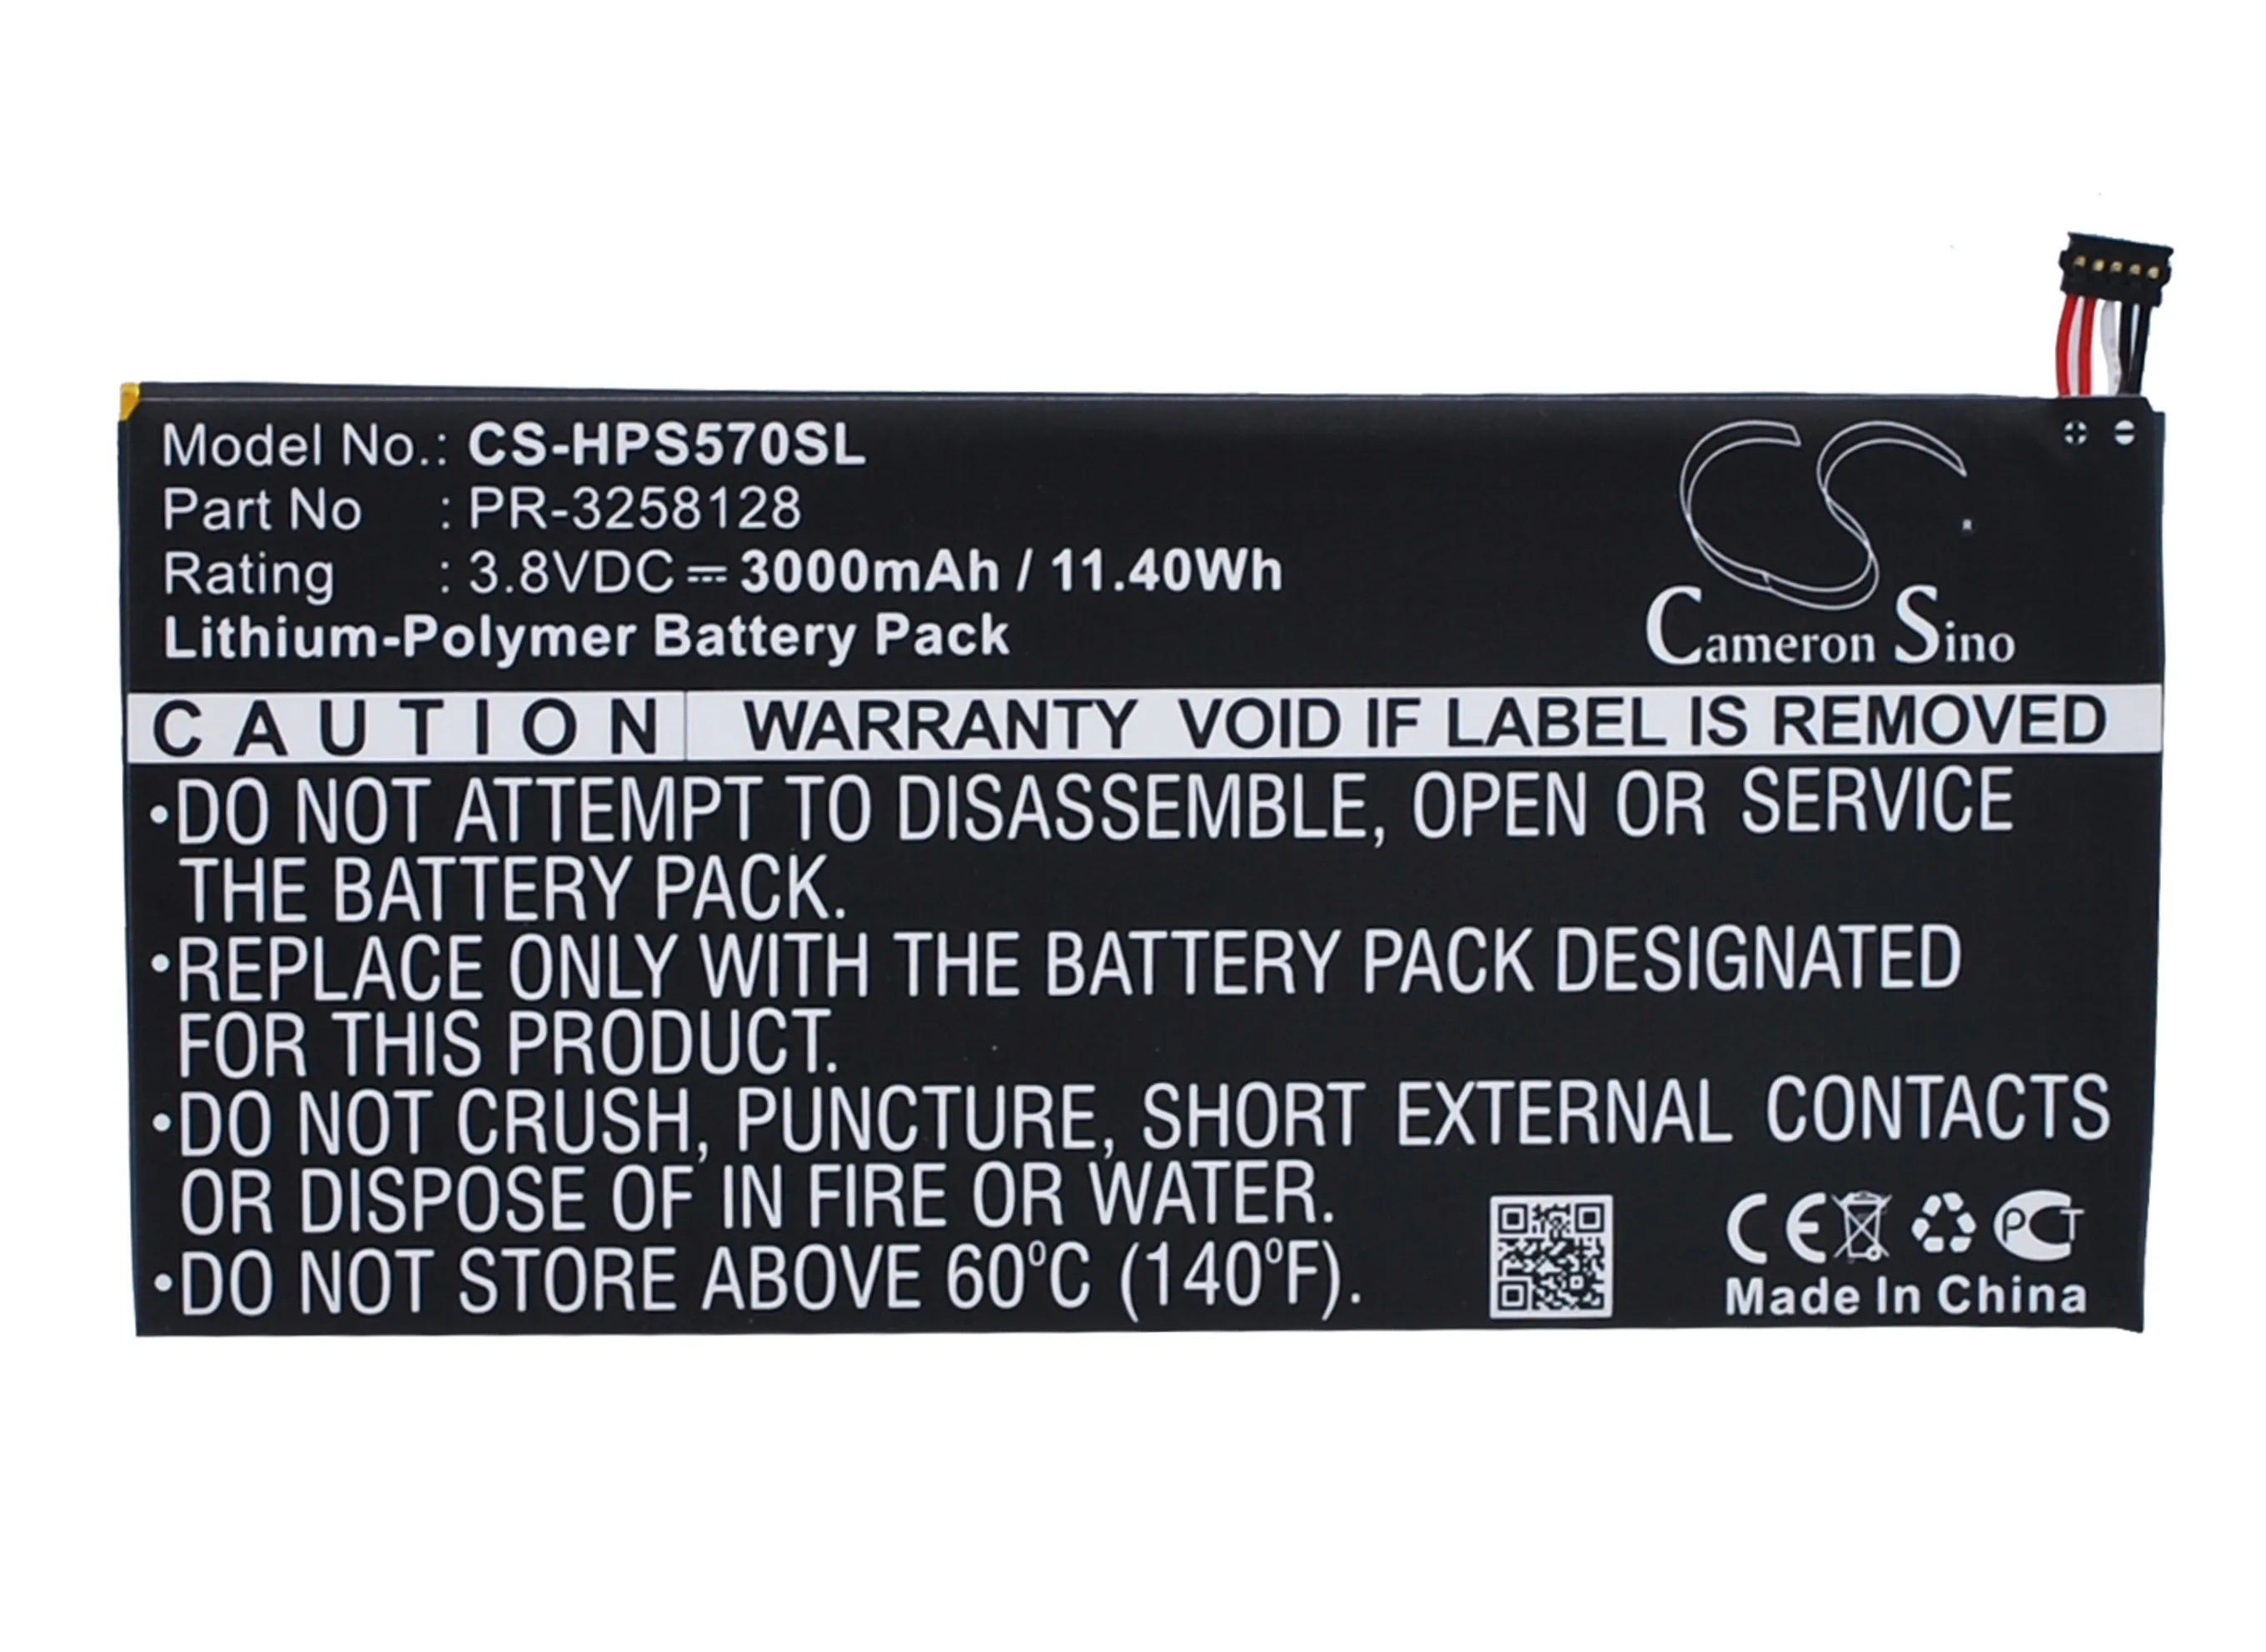 Model No.: CS-HPS570SL
Part No : PR-3258128
Rating : 3.8VDC⎓3000mAh / 11.40Wh
Lithium-Polymer Battery Pack
CS
Cameron Sino
+ -
CAUTION WARRANTY VOID IF LABEL IS REMOVED
•DO NOT ATTEMPT TO DISASSEMBLE, OPEN OR SERVICE
THE BATTERY PACK.
•REPLACE ONLY WITH THE BATTERY PACK DESIGNATED
FOR THIS PRODUCT.
•DO NOT CRUSH, PUNCTURE, SHORT EXTERNAL CONTACTS
OR DISPOSE OF IN FIRE OR WATER.
•DO NOT STORE ABOVE 60°C (140°F).
CE PCT
Made In China